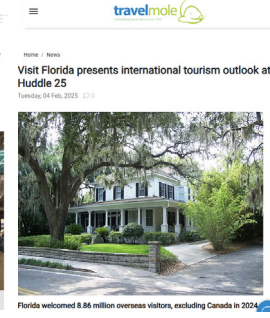 travelmole
Home / News
Visit Florida presents international tourism outlook at
Huddle 25
Tuesday, 04 Feb, 2025 0
Florida welcomed 8.86 million overseas visitors, excluding Canada in 2024